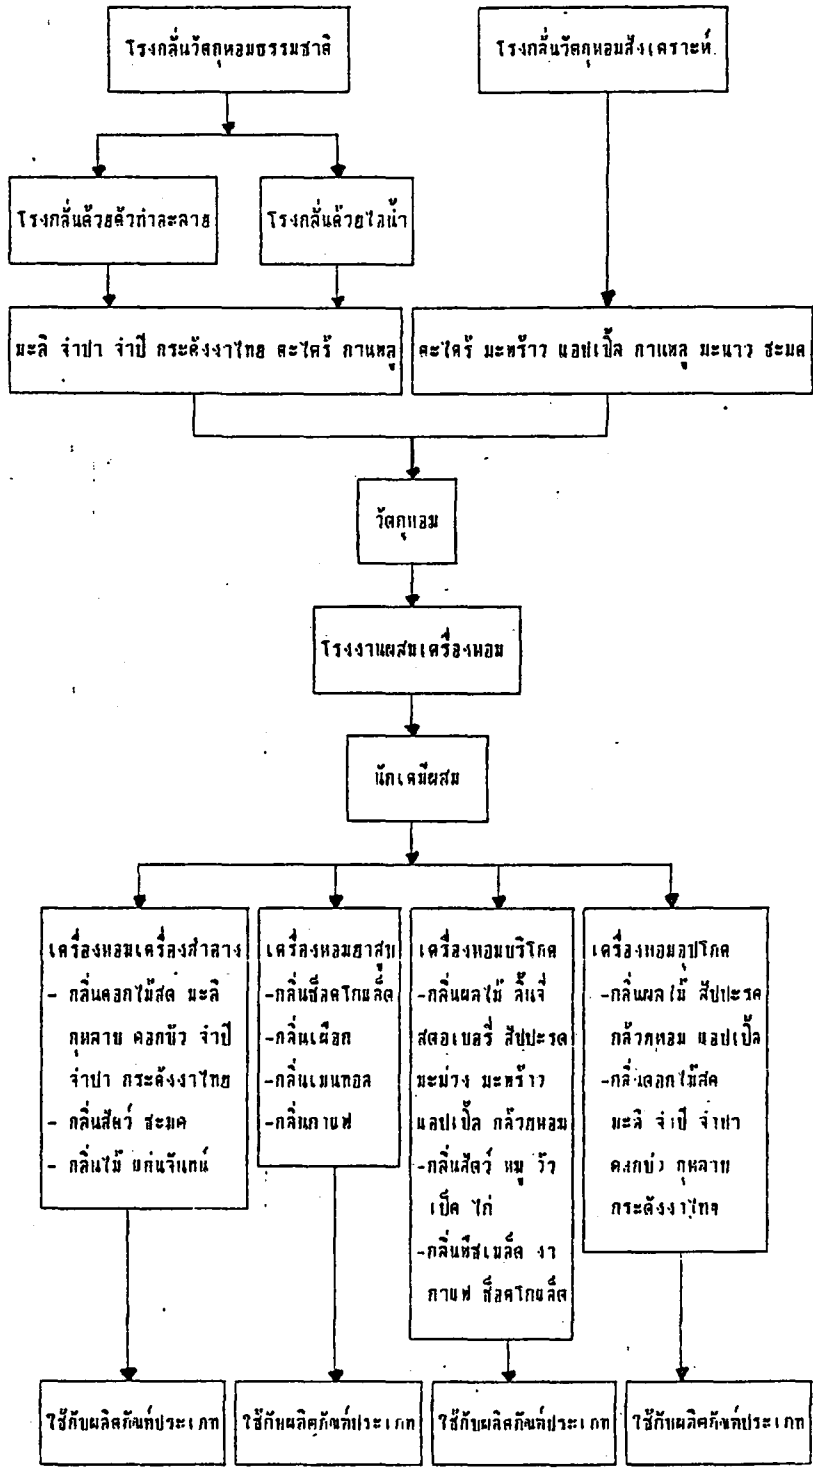 โรงกลั่นวัตถุหอมธรรมชาติ
โรงกลั่นวัตถุหอมสังเคราะห์
โรงกลั่นด้วยตัวทำละลาย
โรงกลั่นด้วยไอน้ำ
มะลิ จำปา จำปี กระดังงาไทย ตะไคร้ กานพลู
ตะไคร้ มะพร้าว แอปเปิ้ล กานพลู มะนาว ชะมด
วัตถุหอม
โรงงานผสมเครื่องหอม
นักเคมีผสม
เครื่องหอมเครื่องสำอาง
- กลิ่นดอกไม้สด มะลิ
กุหลาบ ดอกบัว จำปี
จำปา กระดังงาไทย
- กลิ่นสัตว์ ชะมด
- กลิ่นไม้ แก่นจันทน์
เครื่องหอมยาสูบ
-กลิ่นช็อคโกแล็ต
-กลิ่นเผือก
-กลิ่นเมนทอล
-กลิ่นกาแฟ
เครื่องหอมบริโภค
-กลิ่นผลไม้ ลิ้นจี่
สตอเบอรี่ สัปปะรด
มะม่วง มะพร้าว
แอปเปิ้ล กล้วยหอม
-กลิ่นสัตว์ หมู วัว
เป็ด ไก่
-กลิ่นพืชเมล็ด งา
กาแฟ ช็อคโกแล็ต
เครื่องหอมอุปโภค
-กลิ่นผลไม้ สัปปะรด
กล้วยหอม แอปเปิ้ล
-กลิ่นดอกไม้สด
มะลิ จำปี จำปา
ดอกบัว กุหลาบ
กระดังงาไทย
ใช้กับผลิตภัณฑ์ประเภท
ใช้กับผลิตภัณฑ์ประเภท
ใช้กับผลิตภัณฑ์ประเภท
ใช้กับผลิตภัณฑ์ประเภท